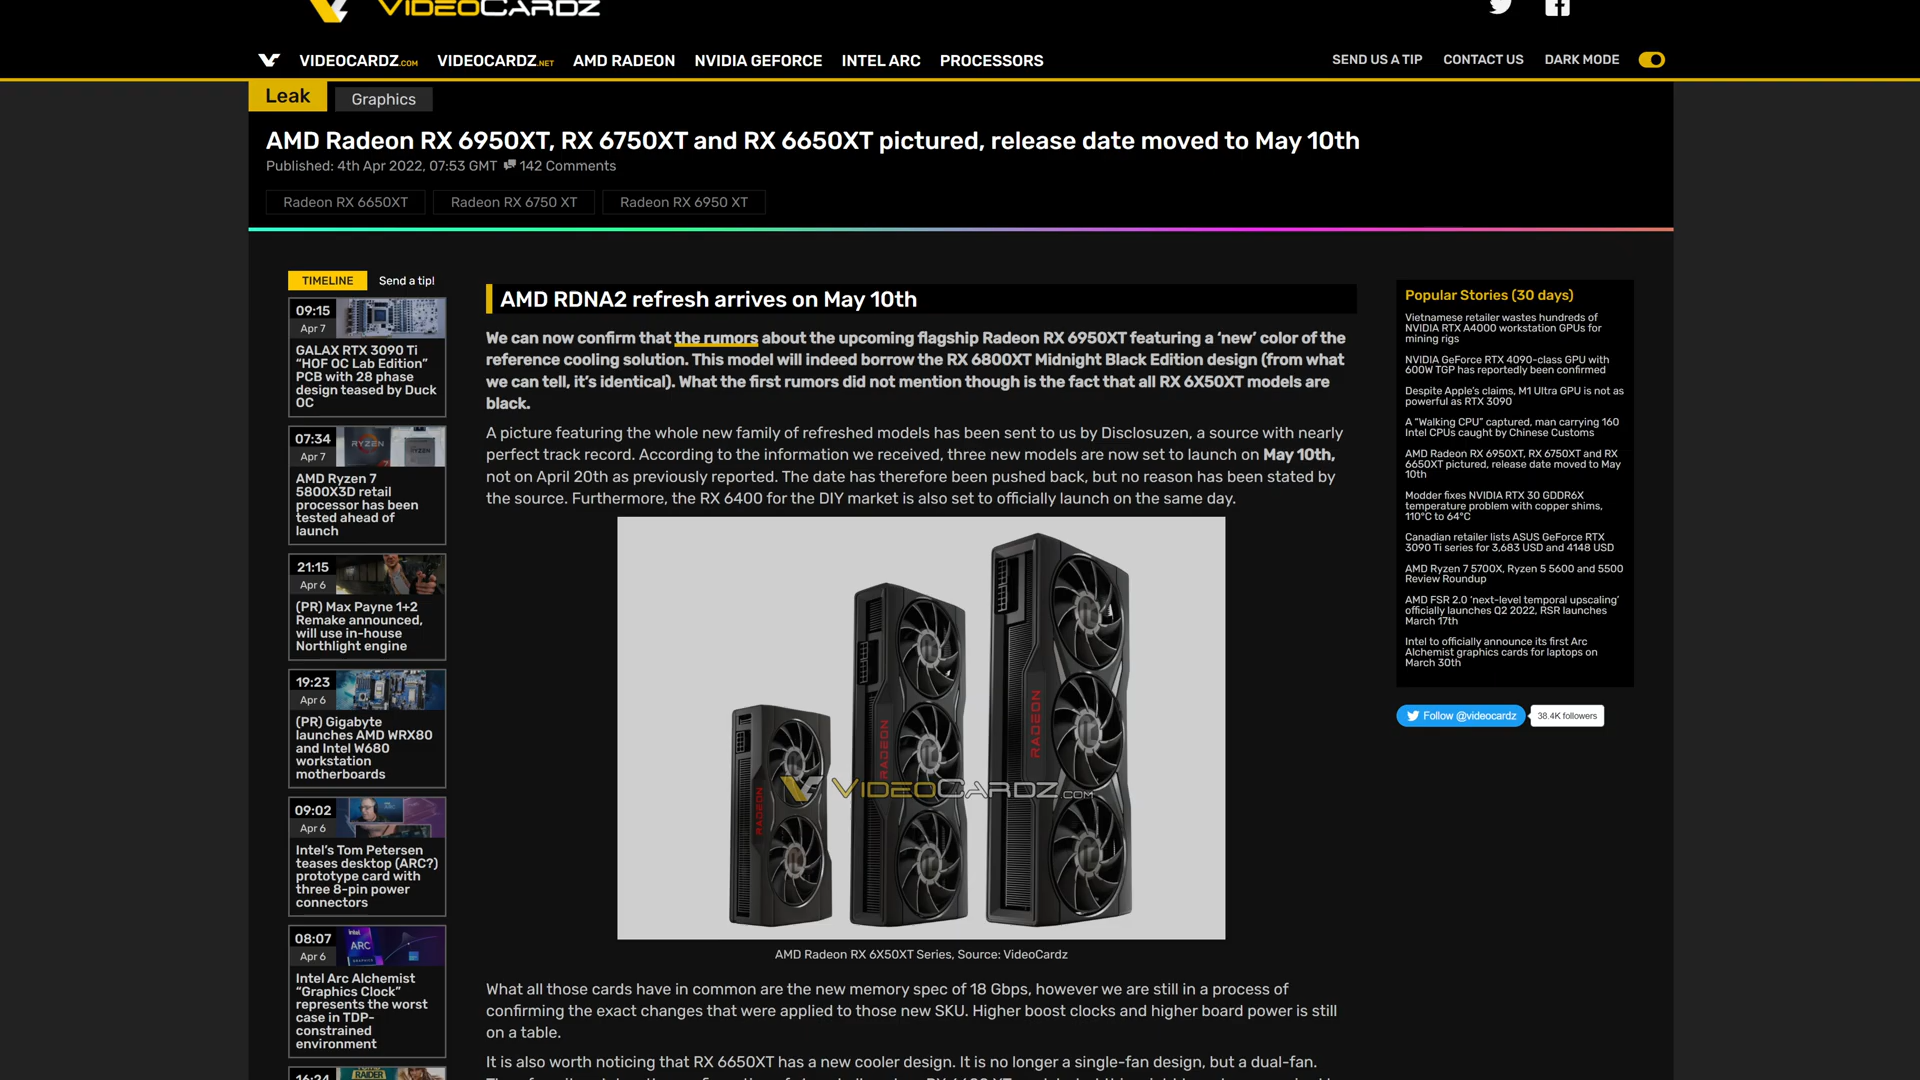 VIDEOCARDZ
VIDEOCARDZ.COM VIDEOCARDZ.NET AMD RADEON NVIDIA GEFORCE INTEL ARC PROCESSORS
SEND US A TIP CONTACT US DARK MODE
Leak Graphics
AMD Radeon RX 6950XT, RX 6750XT and RX 6650XT pictured, release date moved to May 10th
Published: 4th Apr 2022, 07:53 GMT 142 Comments
Radeon RX 6650XT Radeon RX 6750 XT Radeon RX 6950 XT
TIMELINE Send a tip!
09:15
Apr 7
GALAX RTX 3090 Ti
“HOF OC Lab Edition”
PCB with 28 phase
design teased by Duck
OC
07:34
Apr 7
RYZEN
RYZEN
AMD Ryzen 7
5800X3D retail
processor has been
tested ahead of
launch
21:15
Apr 6
(PR) Max Payne 1+2
Remake announced,
will use in-house
Northlight engine
19:23
Apr 6
(PR) Gigabyte
launches AMD WRX80
and Intel W680
workstation
motherboards
09:02
Apr 6
Intel’s Tom Petersen
teases desktop (ARC?)
prototype card with
three 8-pin power
connectors
08:07
Apr 6
intel
ARC
GRAPHICS
Intel Arc Alchemist
“Graphics Clock”
represents the worst
case in TDP-
constrained
environment
16:24
RAIDER
AMD RDNA2 refresh arrives on May 10th
We can now confirm that the rumors about the upcoming flagship Radeon RX 6950XT featuring a ‘new’ color of the
reference cooling solution. This model will indeed borrow the RX 6800XT Midnight Black Edition design (from what
we can tell, it’s identical). What the first rumors did not mention though is the fact that all RX 6X50XT models are
black.
A picture featuring the whole new family of refreshed models has been sent to us by Disclosuzen, a source with nearly
perfect track record. According to the information we received, three new models are now set to launch on May 10th,
not on April 20th as previously reported. The date has therefore been pushed back, but no reason has been stated by
the source. Furthermore, the RX 6400 for the DIY market is also set to officially launch on the same day.
RADEON
RADEON
RADEON
VIDEOCARDZ.COM
AMD Radeon RX 6X50XT Series, Source: VideoCardz
What all those cards have in common are the new memory spec of 18 Gbps, however we are still in a process of
confirming the exact changes that were applied to those new SKU. Higher boost clocks and higher board power is still
on a table.
It is also worth noticing that RX 6650XT has a new cooler design. It is no longer a single-fan design, but a dual-fan.
Popular Stories (30 days)
Vietnamese retailer wastes hundreds of
NVIDIA RTX A4000 workstation GPUs for
mining rigs
NVIDIA GeForce RTX 4090-class GPU with
600W TGP has reportedly been confirmed
Despite Apple’s claims, M1 Ultra GPU is not as
powerful as RTX 3090
A “Walking CPU” captured, man carrying 160
Intel CPUs caught by Chinese Customs
AMD Radeon RX 6950XT, RX 6750XT and RX
6650XT pictured, release date moved to May
10th
Modder fixes NVIDIA RTX 30 GDDR6X
temperature problem with copper shims,
110°C to 64°C
Canadian retailer lists ASUS GeForce RTX
3090 Ti series for 3,683 USD and 4148 USD
AMD Ryzen 7 5700X, Ryzen 5 5600 and 5500
Review Roundup
AMD FSR 2.0 ‘next-level temporal upscaling’
officially launches Q2 2022, RSR launches
March 17th
Intel to officially announce its first Arc
Alchemist graphics cards for laptops on
March 30th
Follow @videocardz 38.4K followers